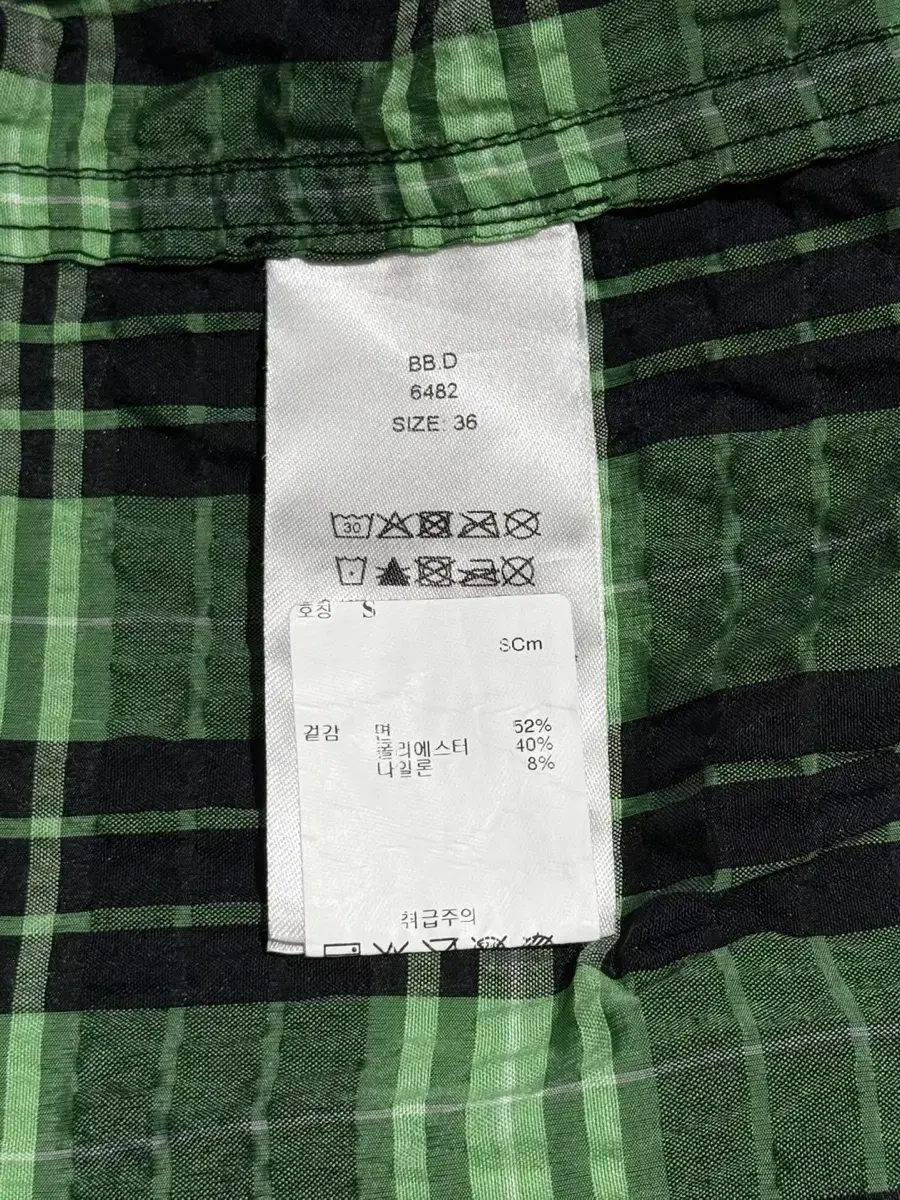 BB.D
6482
SIZE: 36
30
호칭 S
SCm
겉감 면 52%
폴리에스터 40%
나일론 8%
취급주의